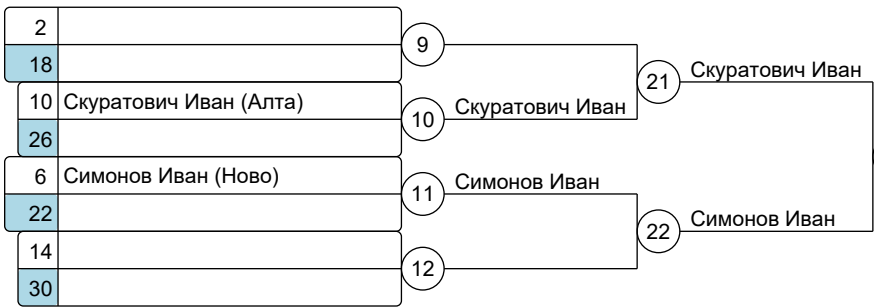 2
9
18
21 Скуратович Иван
10 Скуратович Иван (Алта)
10 Скуратович Иван
26
6 Симонов Иван (Ново)
11 Симонов Иван
22
22 Симонов Иван
14
12
30